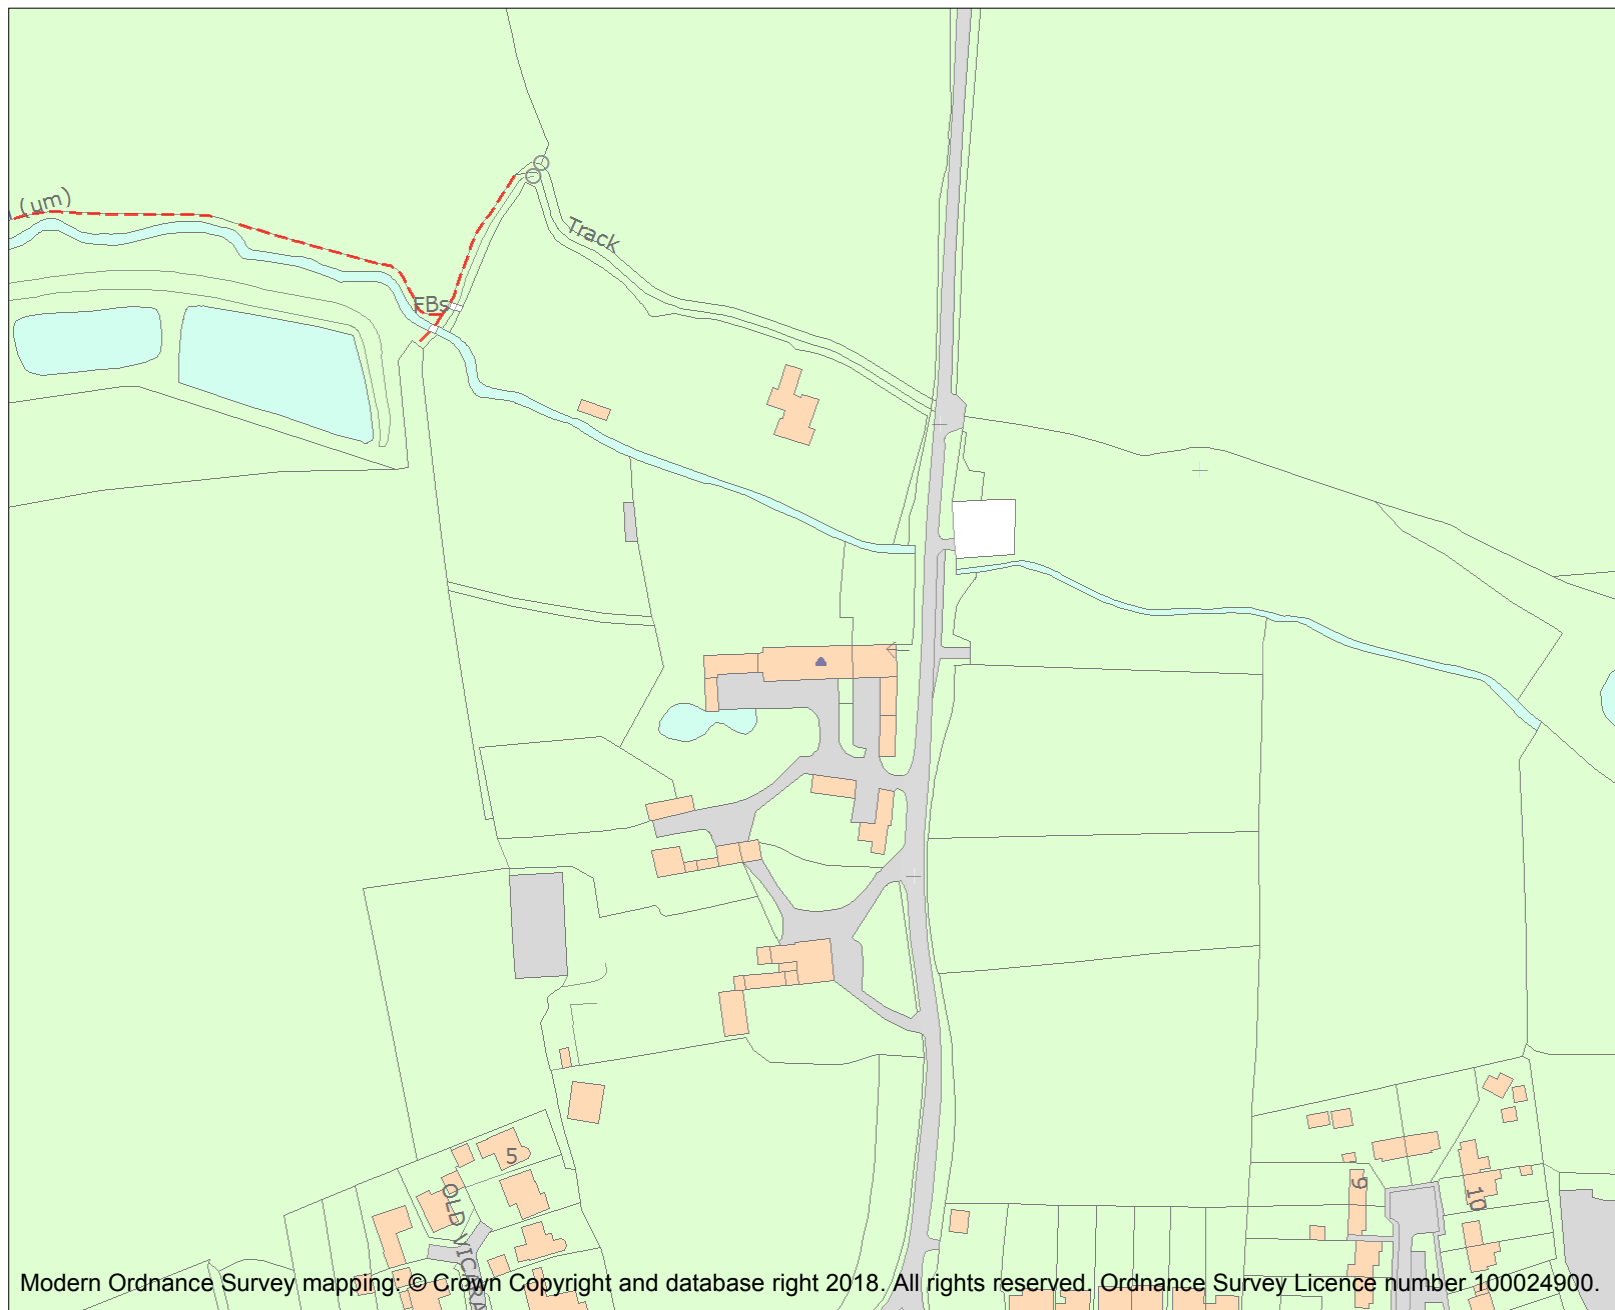 (um)
Track
FBs
5
OLD VICARA
9
10
Modern Ordnance Survey mapping: © Crown Copyright and database right 2018. All rights reserved. Ordnance Survey Licence number 100024900.